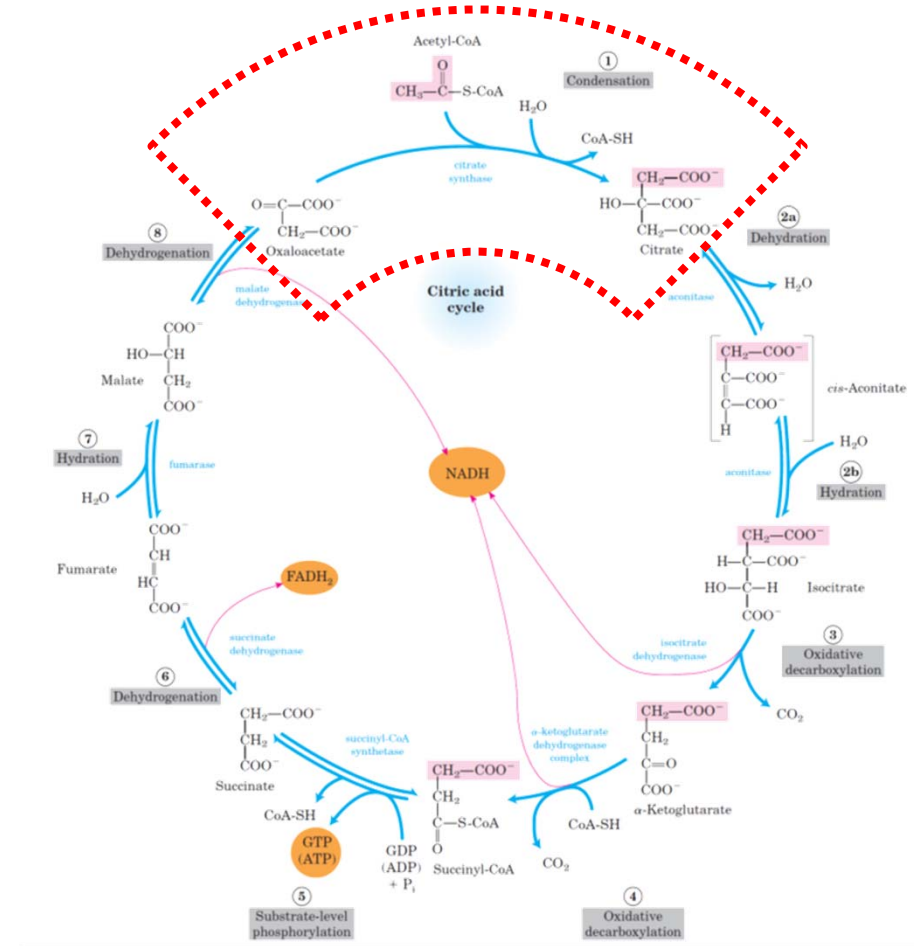 Acetyl-CoA
O
CH₃—C—S-CoA
1
Condensation
H₂O
CoA-SH
citrate
synthase
CH₂—COO⁻
HO—C—COO⁻
CH₂—COO⁻
Citrate
O=C—COO⁻
CH₂—COO⁻
Oxaloacetate
Citric acid
cycle
2a
Dehydration
H₂O
aconitase
CH₂—COO⁻
C—COO⁻
C—COO⁻
H
cis-Aconitate
H₂O
aconitase
2b
Hydration
CH₂—COO⁻
H—C—COO⁻
HO—C—H
COO⁻
Isocitrate
3
Oxidative
decarboxylation
isocitrate
dehydrogenase
CO₂
CH₂—COO⁻
CH₂
C=O
COO⁻
α-Ketoglutarate
α-ketoglutarate
dehydrogenase
complex
CoA-SH
CO₂
4
Oxidative
decarboxylation
CH₂—COO⁻
CH₂
C—S-CoA
O
Succinyl-CoA
succinyl-CoA
synthetase
GDP
(ADP)
+ Pᵢ
GTP
(ATP)
CoA-SH
5
Substrate-level
phosphorylation
CH₂—COO⁻
CH₂
COO⁻
Succinate
6
Dehydrogenation
succinate
dehydrogenase
FADH₂
COO⁻
CH
HC
COO⁻
Fumarate
7
Hydration
H₂O
fumarase
COO⁻
HO—CH
CH₂
COO⁻
Malate
8
Dehydrogenation
malate
NADH